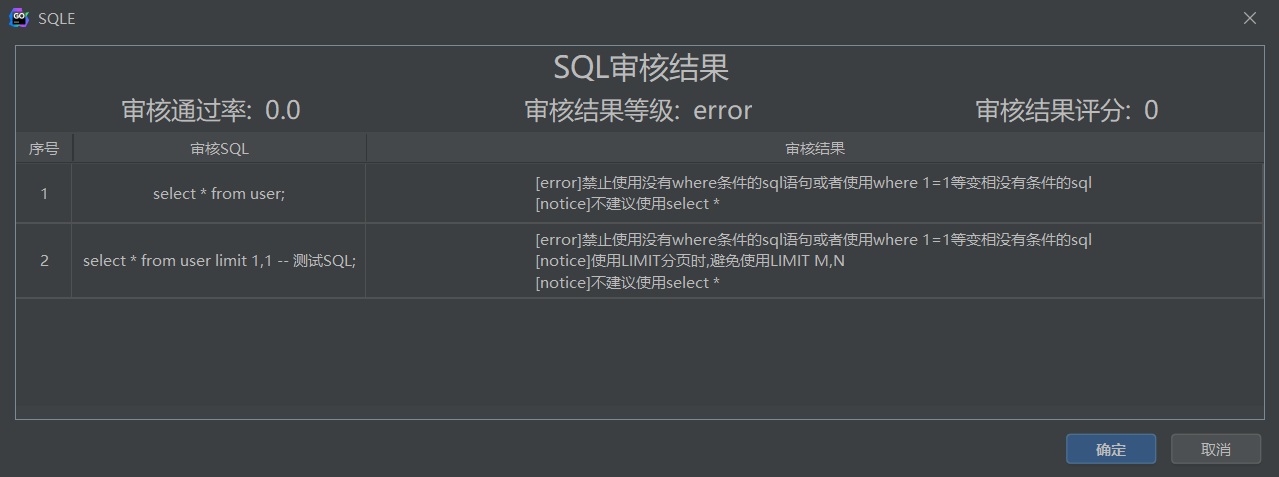 SQLE
SQL审核结果
审核通过率: 0.0 审核结果等级: error 审核结果评分: 0
序号 审核SQL 审核结果
1 select * from user; [error]禁止使用没有where条件的sql语句或者使用where 1=1等变相没有条件的sql
[notice]不建议使用select *
2 select * from user limit 1,1 -- 测试SQL; [error]禁止使用没有where条件的sql语句或者使用where 1=1等变相没有条件的sql
[notice]使用LIMIT分页时,避免使用LIMIT M,N
[notice]不建议使用select *
确定 取消